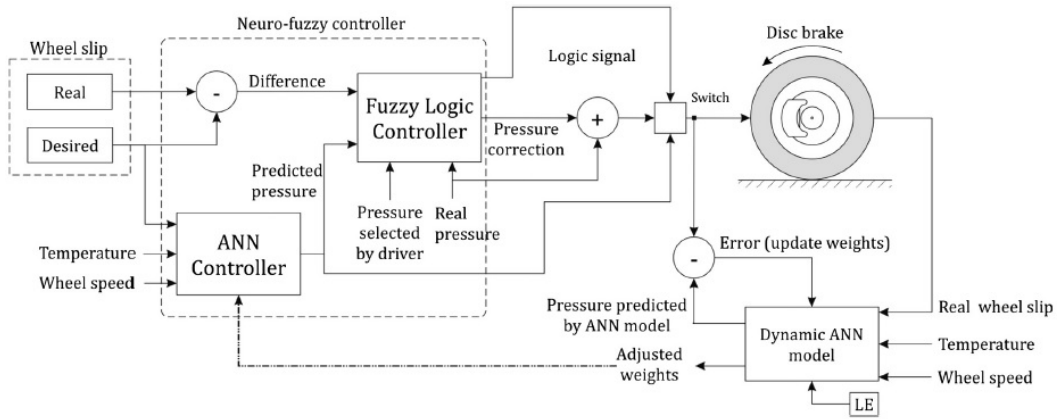 Neuro-fuzzy controller
Wheel slip
Real
Desired
-
Difference
Fuzzy Logic
Controller
Logic signal
Pressure
correction
+
Switch
Disc brake
Predicted
pressure
Pressure
selected
by driver
Real
pressure
ANN
Controller
Temperature
Wheel speed
-
Error (update weights)
Pressure predicted
by ANN model
Dynamic ANN
model
Real wheel slip
Temperature
Wheel speed
Adjusted
weights
LE